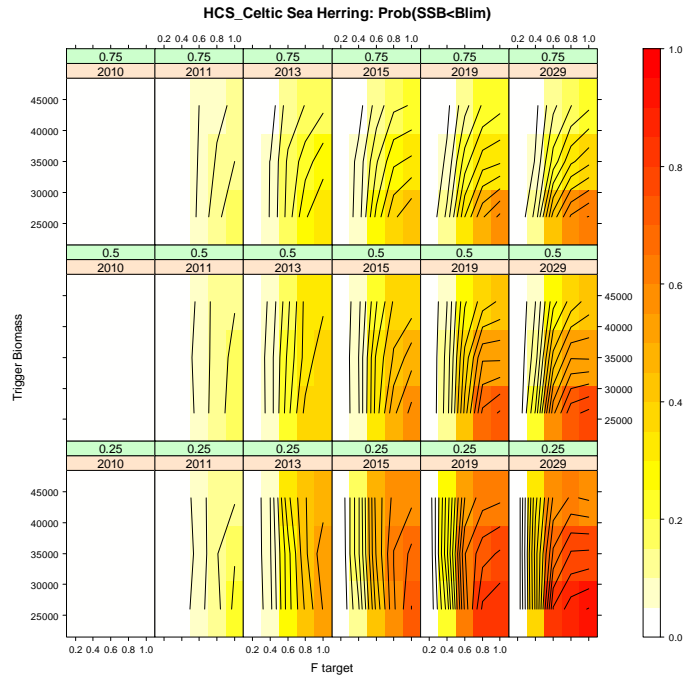 HCS_Celtic Sea Herring: Prob(SSB<Blim)
0.2 0.4 0.6 0.8 1.0 0.2 0.4 0.6 0.8 1.0 0.2 0.4 0.6 0.8 1.0
0.75 0.75 0.75 0.75 0.75 0.75
2010 2011 2013 2015 2019 2029
45000
40000
35000
30000
25000
0.5 0.5 0.5 0.5 0.5 0.5
2010 2011 2013 2015 2019 2029
45000
40000
35000
30000
25000
0.25 0.25 0.25 0.25 0.25 0.25
2010 2011 2013 2015 2019 2029
45000
40000
35000
30000
25000
0.2 0.4 0.6 0.8 1.0 0.2 0.4 0.6 0.8 1.0 0.2 0.4 0.6 0.8 1.0
F target
Trigger Biomass
1.0
0.8
0.6
0.4
0.2
0.0